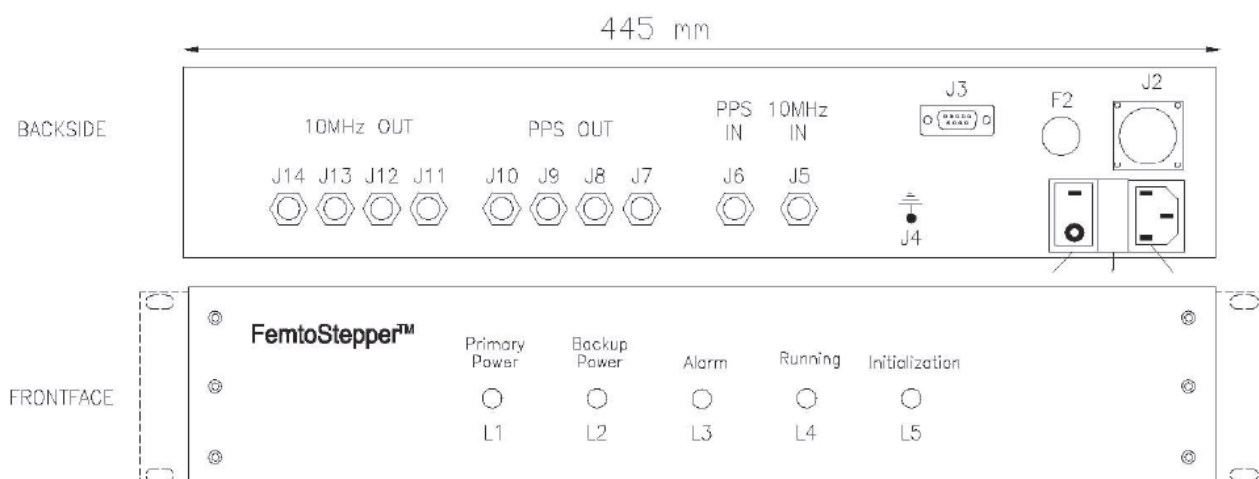 445 mm
BACKSIDE
10MHz OUT
PPS OUT
PPS IN
10MHz IN
J3
F2
J2
J14 J13 J12 J11 J10 J9 J8 J7 J6 J5
J4
FRONTFACE
FemtoStepper™
Primary Power
Backup Power
Alarm
Running
Initialization
L1 L2 L3 L4 L5